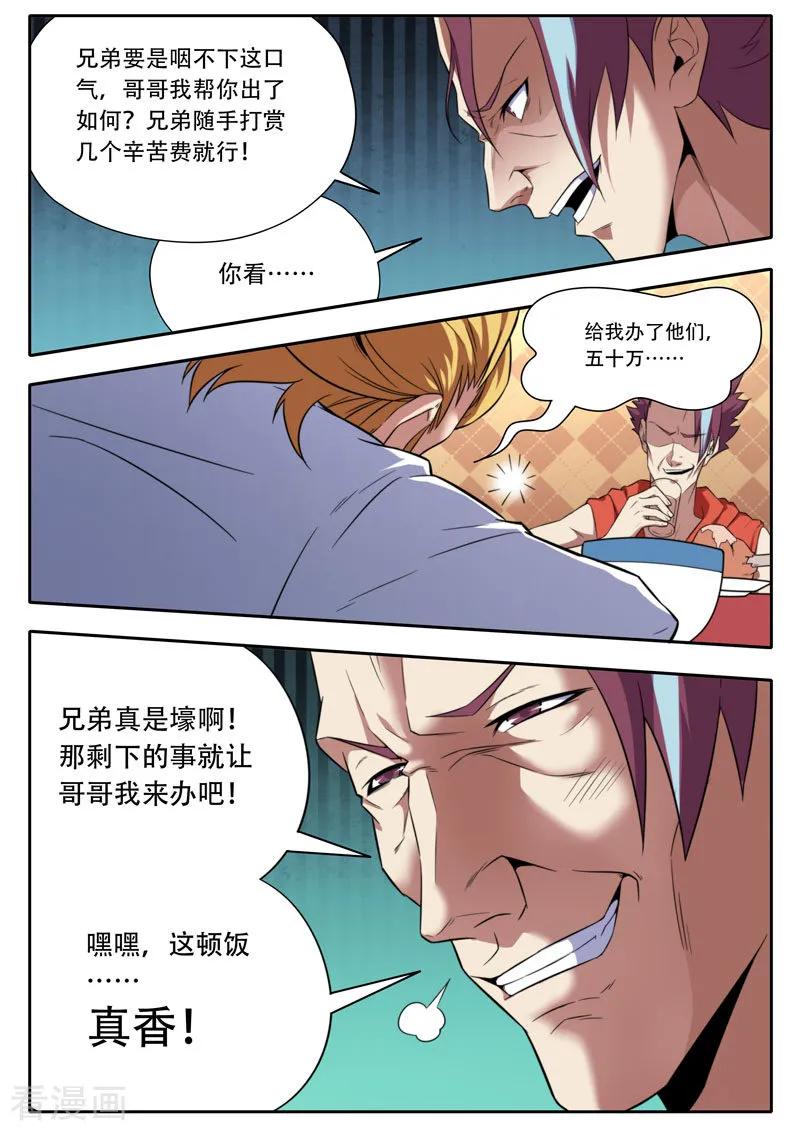 兄弟要是咽不下这口
气，哥哥我帮你出了
如何？兄弟随手打赏
几个辛苦费就行！
你看……
给我办了他们，
五十万……
兄弟真是壕啊！
那剩下的事就让
哥哥我来办吧！
嘿嘿，这顿饭
……
真香！
看漫画